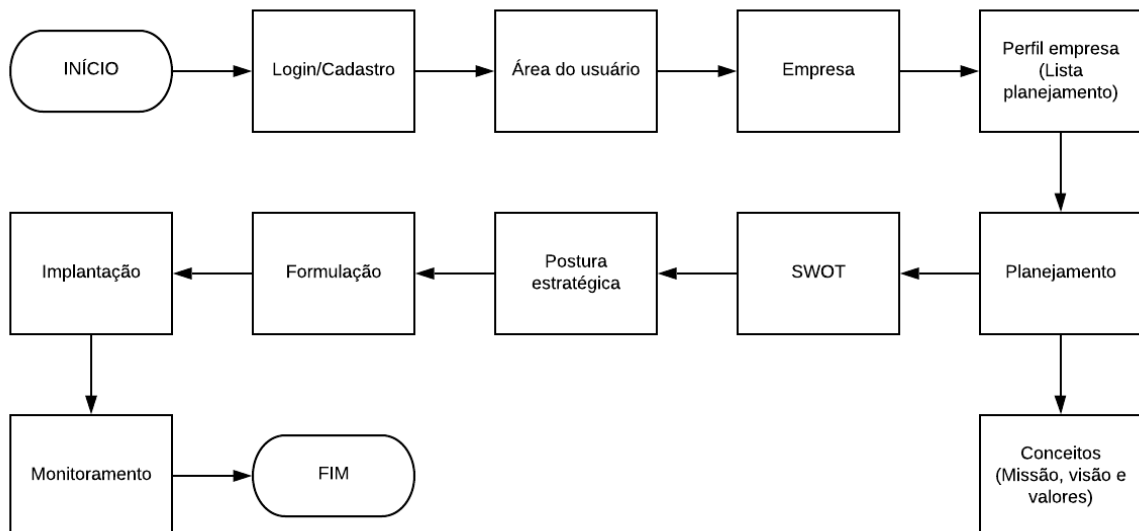 INÍCIO
Login/Cadastro
Área do usuário
Empresa
Perfil empresa
(Lista
planejamento)
Implantação
Formulação
Postura
estratégica
SWOT
Planejamento
Monitoramento
FIM
Conceitos
(Missão, visão e
valores)